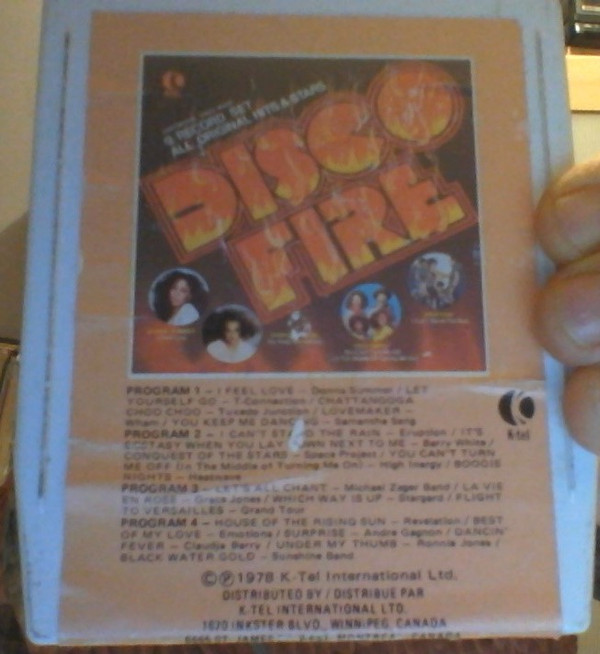 2 RECORD SET
ALL ORIGINAL HITS & STARS
DISCO
FIRE
PROGRAM 1 – I FEEL LOVE – Donna Summer / LET
YOURSELF GO – T-Connection / CHATTANOOGA
CHOO CHOO – Tuxedo Junction / LOVEMAKER –
Wham / YOU KEEP ME DANCING – Samantha Sang
PROGRAM 2 – I CAN'T STAND THE RAIN – Eruption / IT'S
ECSTASY WHEN YOU LAY DOWN NEXT TO ME – Barry White /
CONQUEST OF THE STARS – Space Project / YOU CAN'T TURN
ME OFF (In The Middle of Turning Me On) – High Inergy / BOOGIE
NIGHTS – Heatwave
PROGRAM 3 – LET'S ALL CHANT – Michael Zager Band / LA VIE
EN ROSE – Grace Jones / WHICH WAY IS UP – Stargard / FLIGHT
TO VERSAILLES – Grand Tour
PROGRAM 4 – HOUSE OF THE RISING SUN – Revelation / BEST
OF MY LOVE – Emotions / SURPRISE – Andre Gagnon / DANCIN'
FEVER – Claudja Barry / UNDER MY THUMB – Ronnie Jones /
BLACK WATER GOLD – Sunshine Band
K-tel
©℗ 1978 K-Tel International Ltd.
DISTRIBUTED BY / DISTRIBUE PAR
K-TEL INTERNATIONAL LTD.
1670 INKSTER BLVD., WINNIPEG, CANADA
MONTREAL, CANADA